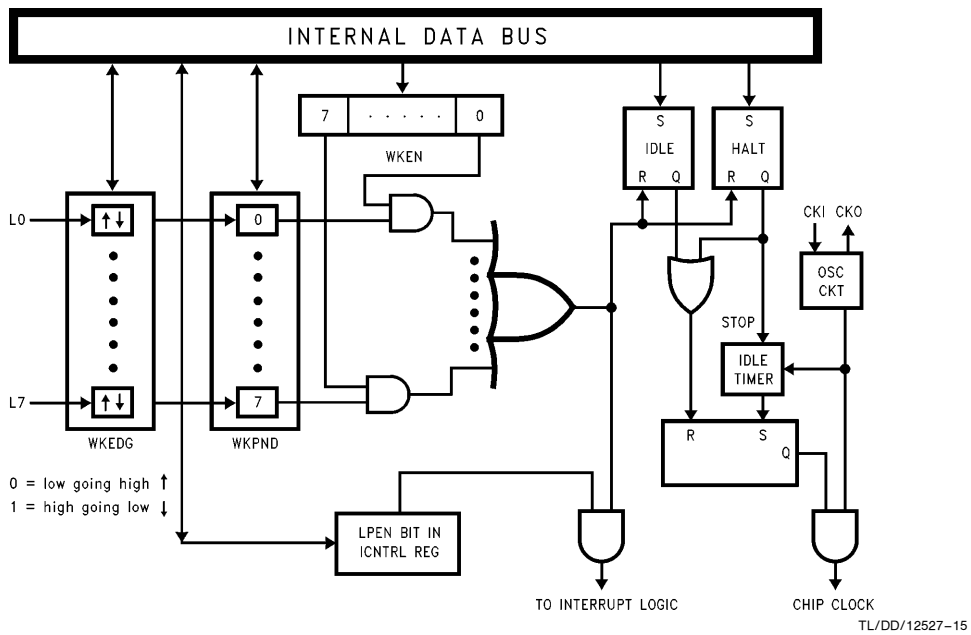 INTERNAL DATA BUS
7 · · · · · 0
WKEN
S
IDLE
R Q
S
HALT
R Q
CKI CKO
OSC
CKT
L0
↑↓
0
STOP
IDLE
TIMER
L7
↑↓
7
WKEDG
WKPND
R S
Q
0 = low going high ↑
1 = high going low ↓
LPEN BIT IN
ICNTRL REG
TO INTERRUPT LOGIC
CHIP CLOCK
TL/DD/12527-15